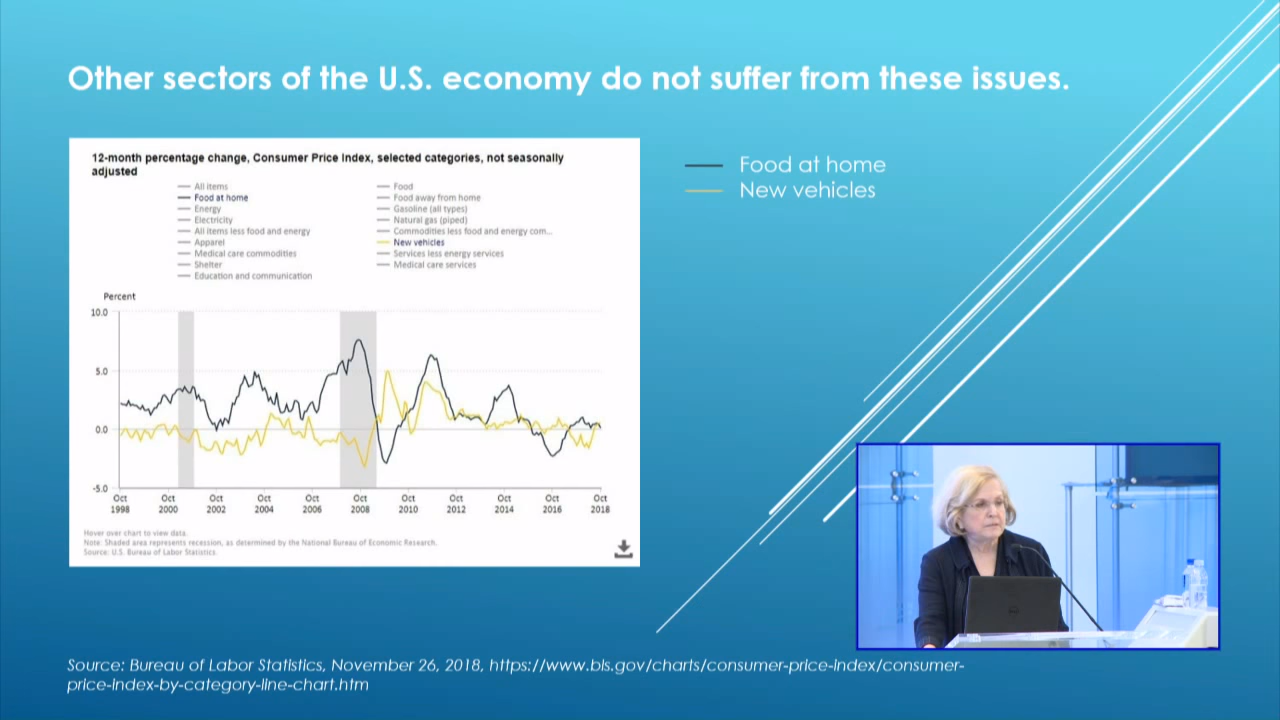 Other sectors of the U.S. economy do not suffer from these issues.
12-month percentage change, Consumer Price Index, selected categories, not seasonally
adjusted
All items
Food at home
Energy
Electricity
All items less food and energy
Apparel
Medical care commodities
Shelter
Education and communication
Food
Food away from home
Gasoline (all types)
Natural gas (piped)
Commodities less food and energy com...
New vehicles
Services less energy services
Medical care services
Percent
10.0
5.0
0.0
-5.0
Oct Oct Oct Oct Oct Oct Oct Oct Oct Oct Oct
1998 2000 2002 2004 2006 2008 2010 2012 2014 2016 2018
Hover over chart to view data.
Note: Shaded area represents recession, as determined by the National Bureau of Economic Research.
Source: U.S. Bureau of Labor Statistics.
Food at home
New vehicles
DELL
Source: Bureau of Labor Statistics, November 26, 2018, https://www.bls.gov/charts/consumer-price-index/consumer-
price-index-by-category-line-chart.htm